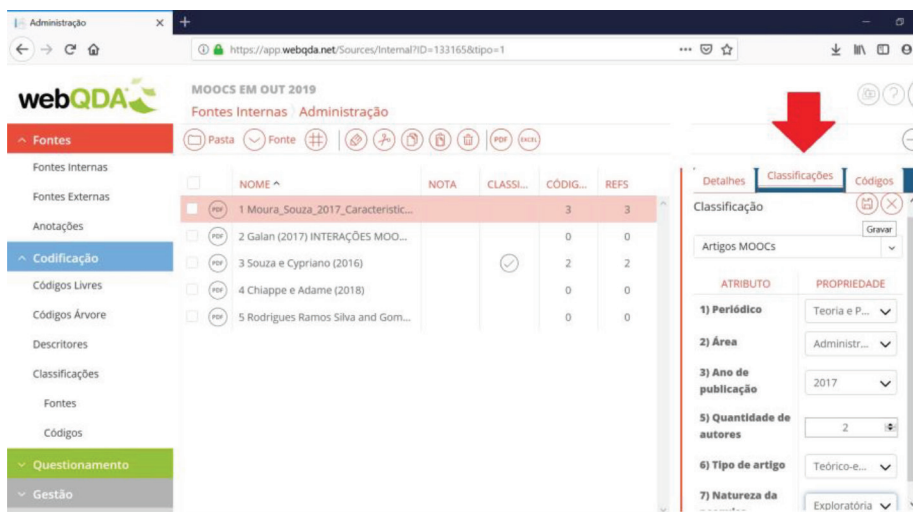 Administração
https://app.webqda.net/Sources/Internal?ID=133165&tipo=1
webQDA
MOOCS EM OUT 2019
Fontes Internas Administração
Pasta Fonte PDF EXCEL
Fontes
Fontes Internas
Fontes Externas
Anotações
Codificação
Códigos Livres
Códigos Árvore
Descritores
Classificações
Fontes
Códigos
Questionamento
Gestão
NOME NOTA CLASSI... CÓDIG... REFS
PDF 1 Moura_Souza_2017_Caracteristic... 3 3
PDF 2 Galan (2017) INTERAÇÕES MOO... 0 0
PDF 3 Souza e Cypriano (2016) 2 2
PDF 4 Chiappe e Adame (2018) 0 0
PDF 5 Rodrigues Ramos Silva and Gom... 0 0
Detalhes Classificações Códigos
Classificação
Gravar
Artigos MOOCs
ATRIBUTO PROPRIEDADE
1) Periódico Teoria e P...
2) Área Administr...
3) Ano de
publicação
2017
5) Quantidade de
autores
2
6) Tipo de artigo Teórico-e...
7) Natureza da
Exploratória